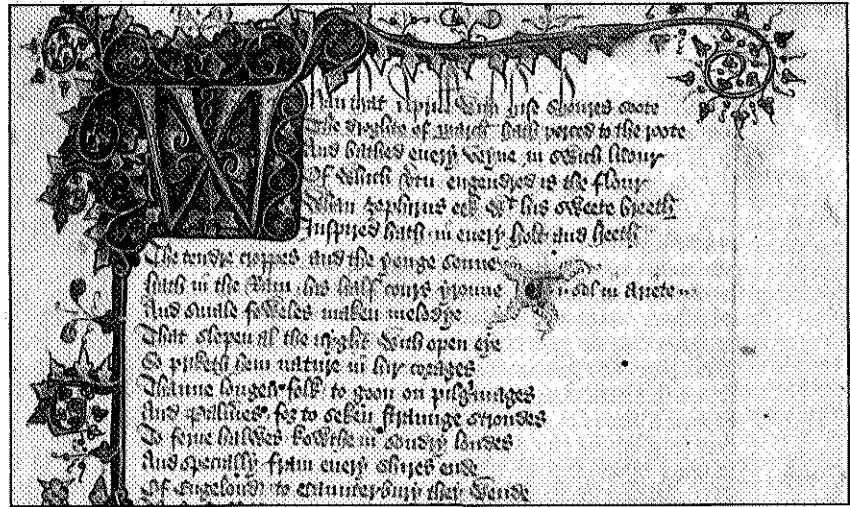 Whan that Aprill with hise shoures soote
The droghte of March hath perced to the roote
And bathed euery veyne in swich licour
Of which vertu engendred is the flour
Whan zephirus eek wt his sweete breeth
Inspired hath in euery holt and heeth
The tendre croppes and the yonge sonne
hath in the Ram his half cours yronne sol in Ariete
And smale foweles maken melodye
That slepen al the nyght with open eye
So priketh hem nature in hir corages
Thanne longen folk to goon on pilgrimages
And Palmeres for to seken straunge strondes
To ferne halwes kowthe in sondry londes
And specially from euery shires ende
Of Engelond to Caunterbury they wende